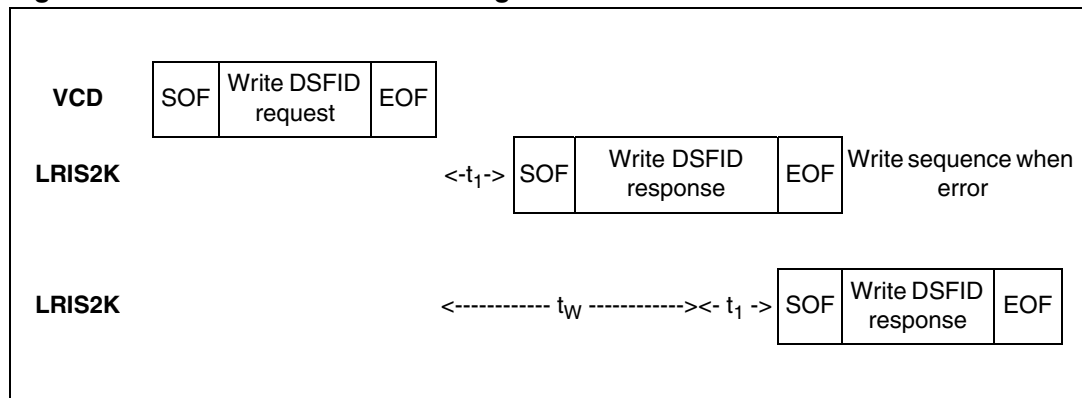 VCD SOF Write DSFID request EOF
LRIS2K <-t1-> SOF Write DSFID response EOF Write sequence when error
LRIS2K <------------ tW ------------><- t1 -> SOF Write DSFID response EOF